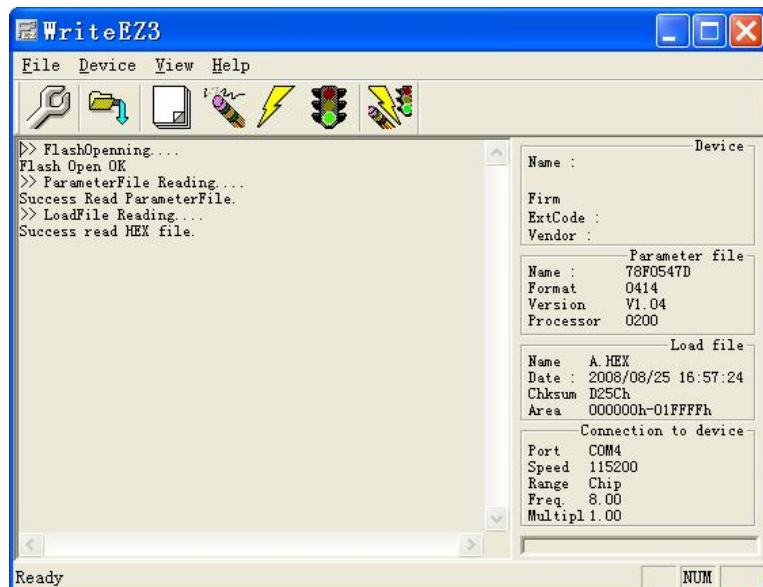 WriteEZ3
File Device View Help
>> FlashOpenning....
Flash Open OK
>> ParameterFile Reading....
Success Read ParameterFile.
>> LoadFile Reading....
Success read HEX file.
Device
Name :
Firm
ExtCode :
Vendor :
Parameter file
Name : 78F0547D
Format 0414
Version V1.04
Processor 0200
Load file
Name A.HEX
Date : 2008/08/25 16:57:24
Chksum D25Ch
Area 000000h-01FFFFh
Connection to device
Port COM4
Speed 115200
Range Chip
Freq. 8.00
Multipl 1.00
Ready
NUM